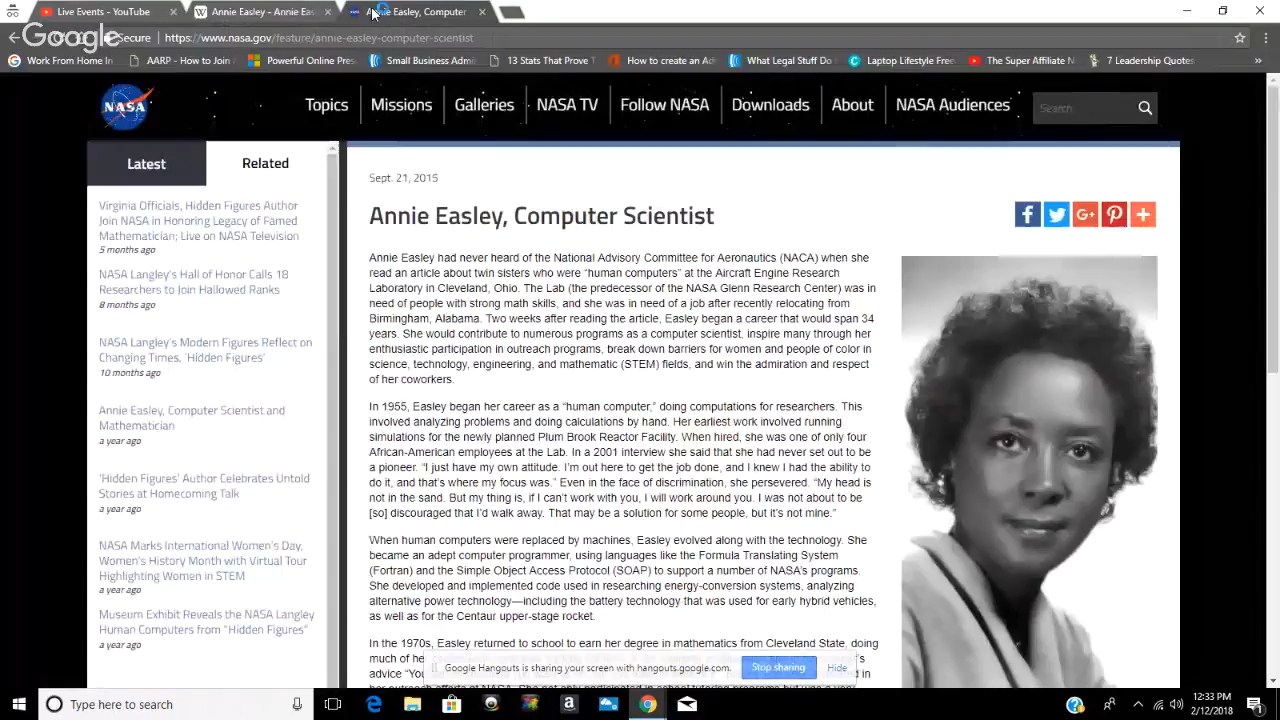 Live Events - YouTube
Annie Easley - Annie Eas
Easley, Computer
Google
Secure
https://www.nasa.gov/feature/annie-easley-computer-scientist
Work From Home In
AARP - How to Join
Powerful Online Pres
Small Business Admi
13 Stats That Prove T
How to create an Ad
What Legal Stuff Do
Laptop Lifestyle Free
The Super Affiliate N
7 Leadership Quotes
NASA
Topics
Missions
Galleries
NASA TV
Follow NASA
Downloads
About
NASA Audiences
Search
Latest
Related
Virginia Officials, Hidden Figures Author
Join NASA in Honoring Legacy of Famed
Mathematician; Live on NASA Television
5 months ago
NASA Langley's Hall of Honor Calls 18
Researchers to Join Hallowed Ranks
8 months ago
NASA Langley's Modern Figures Reflect on
Changing Times, 'Hidden Figures'
10 months ago
Annie Easley, Computer Scientist and
Mathematician
a year ago
'Hidden Figures' Author Celebrates Untold
Stories at Homecoming Talk
a year ago
NASA Marks International Women's Day,
Women's History Month with Virtual Tour
Highlighting Women in STEM
a year ago
Museum Exhibit Reveals the NASA Langley
Human Computers from "Hidden Figures"
a year ago
Sept. 21, 2015
Annie Easley, Computer Scientist
Annie Easley had never heard of the National Advisory Committee for Aeronautics (NACA) when she
read an article about twin sisters who were "human computers" at the Aircraft Engine Research
Laboratory in Cleveland, Ohio. The Lab (the predecessor of the NASA Glenn Research Center) was in
need of people with strong math skills, and she was in need of a job after recently relocating from
Birmingham, Alabama. Two weeks after reading the article, Easley began a career that would span 34
years. She would contribute to numerous programs as a computer scientist, inspire many through her
enthusiastic participation in outreach programs, break down barriers for women and people of color in
science, technology, engineering, and mathematic (STEM) fields, and win the admiration and respect
of her coworkers.
In 1955, Easley began her career as a "human computer," doing computations for researchers. This
involved analyzing problems and doing calculations by hand. Her earliest work involved running
simulations for the newly planned Plum Brook Reactor Facility. When hired, she was one of only four
African-American employees at the Lab. In a 2001 interview she said that she had never set out to be
a pioneer. "I just have my own attitude. I'm out here to get the job done, and I knew I had the ability to
do it, and that's where my focus was." Even in the face of discrimination, she persevered. "My head is
not in the sand. But my thing is, if I can't work with you, I will work around you. I was not about to be
[so] discouraged that I'd walk away. That may be a solution for some people, but it's not mine."
When human computers were replaced by machines, Easley evolved along with the technology. She
became an adept computer programmer, using languages like the Formula Translating System
(Fortran) and the Simple Object Access Protocol (SOAP) to support a number of NASA's programs.
She developed and implemented code used in researching energy-conversion systems, analyzing
alternative power technology—including the battery technology that was used for early hybrid vehicles,
as well as for the Centaur upper-stage rocket.
In the 1970s, Easley returned to school to earn her degree in mathematics from Cleveland State, doing
much of he
advice "You
Google Hangouts is sharing your screen with hangouts.google.com.
Stop sharing
Hide
Type here to search
12:33 PM
2/12/2018